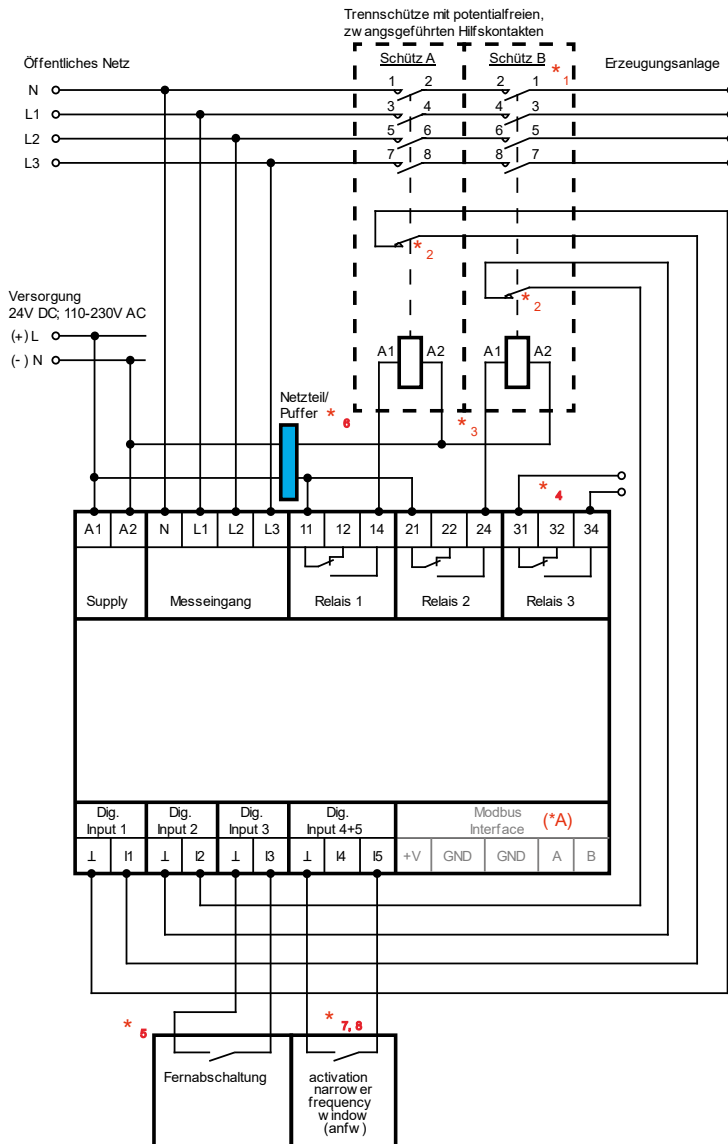 Trennschütze mit potentialfreien,
zwangsgeführten Hilfskontakten
Öffentliches Netz
Schütz A
Schütz B
* 1
Erzeugungsanlage
N
1 2 2 1
L1
3 4 4 3
L2
5 6 6 5
L3
7 8 8 7
* 2
* 2
Versorgung
24V DC; 110-230V AC
(+) L
(-) N
A1 A2 A1 A2
Netzteil/
Puffer * 6
* 3
* 4
A1 A2 N L1 L2 L3 11 12 14 21 22 24 31 32 34
Supply Messeingang Relais 1 Relais 2 Relais 3
Dig.
Input 1
Dig.
Input 2
Dig.
Input 3
Dig.
Input 4+5
Modbus
Interface (*A)
⊥ I1 ⊥ I2 ⊥ I3 ⊥ I4 I5 +V GND GND A B
* 5
* 7, 8
Fernabschaltung
activation
narrower
frequency
window
(anfw)